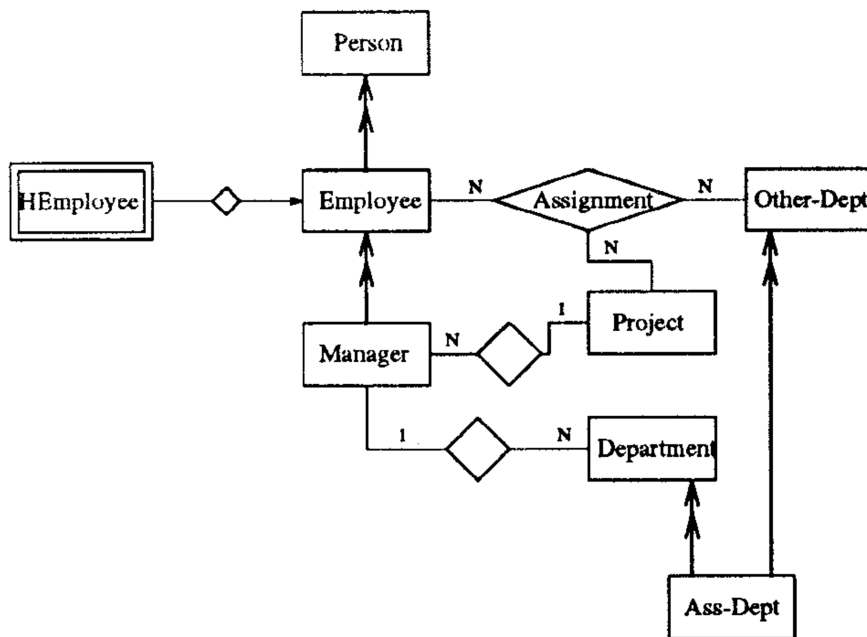 Person
HEmployee
Employee
N
Assignment
N
Other-Dept
N
Manager
N
1
Project
1
N
Department
Ass-Dept